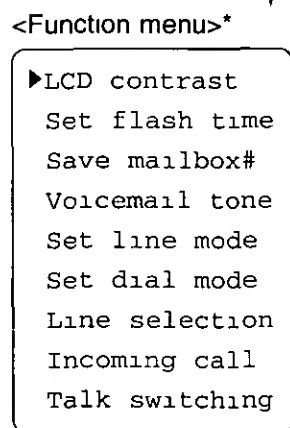 <Function menu>*
▶LCD contrast
Set flash time
Save mailbox#
Voicemail tone
Set line mode
Set dial mode
Line selection
Incoming call
Talk switching